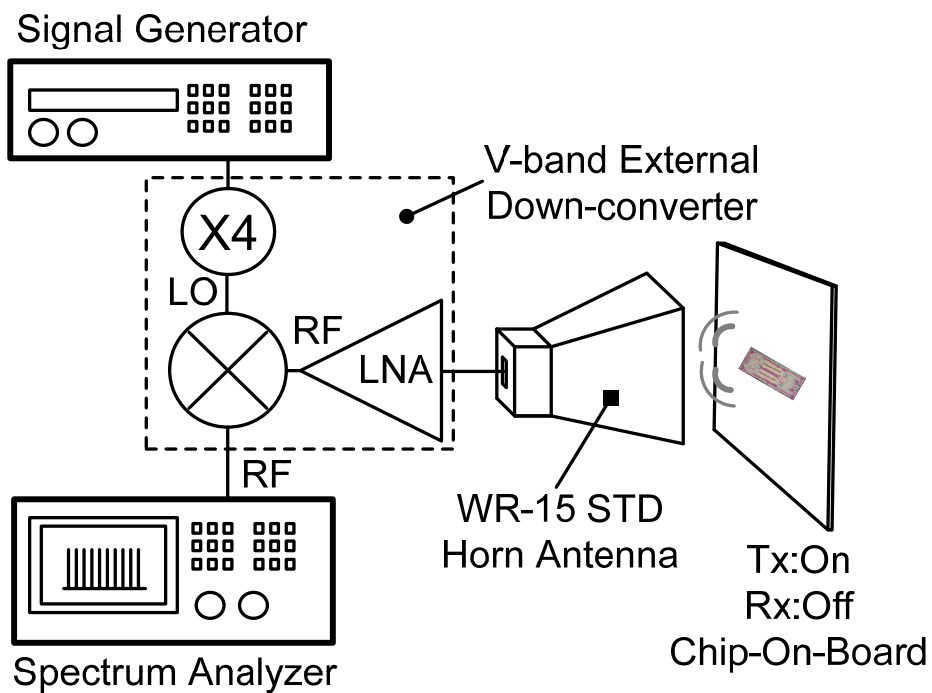 Signal Generator
V-band External
Down-converter
X4
LO
RF
LNA
RF
WR-15 STD
Horn Antenna
Tx:On
Rx:Off
Chip-On-Board
Spectrum Analyzer